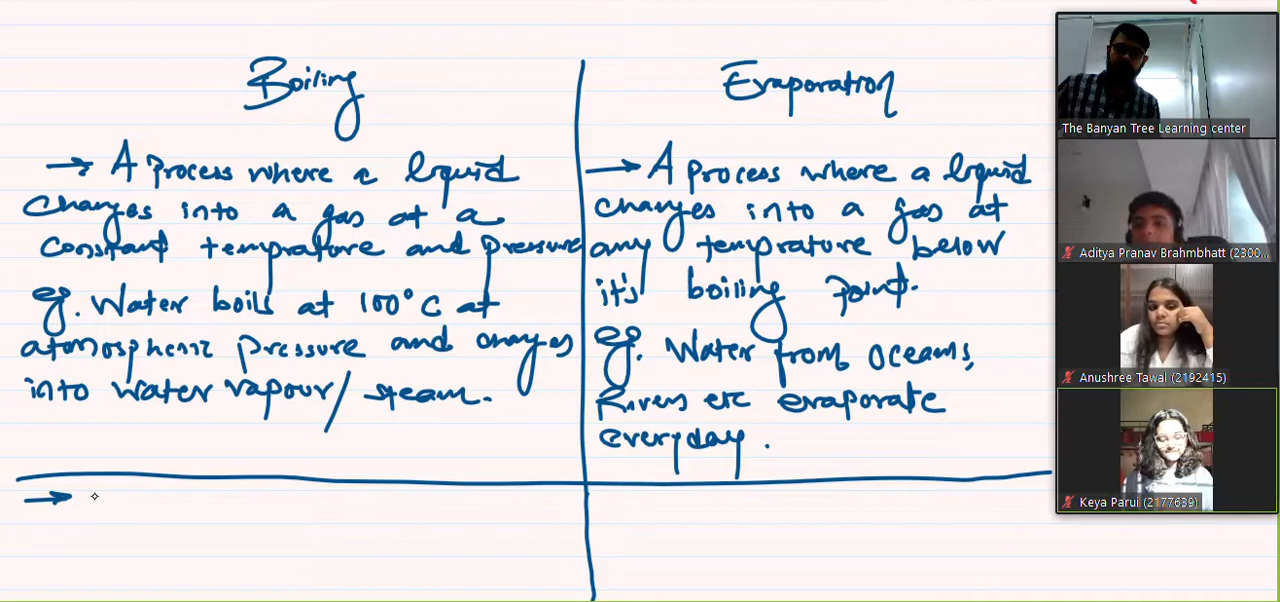 Boiling
→ A process where a liquid
changes into a gas at a
constant temprature and pressure
eg. Water boils at 100°C at
atomospheric pressure and changes
into water vapour/ steam.
→
Evaporation
→ A process where a liquid
changes into a gas at
any temprature below
it's boiling point.
eg. Water from oceans,
Rivers etc evaporate
everyday.
The Banyan Tree Learning center
Aditya Pranav Brahmbhatt (2300...
Anushree Tawal (2192415)
Keya Parui (2177639)